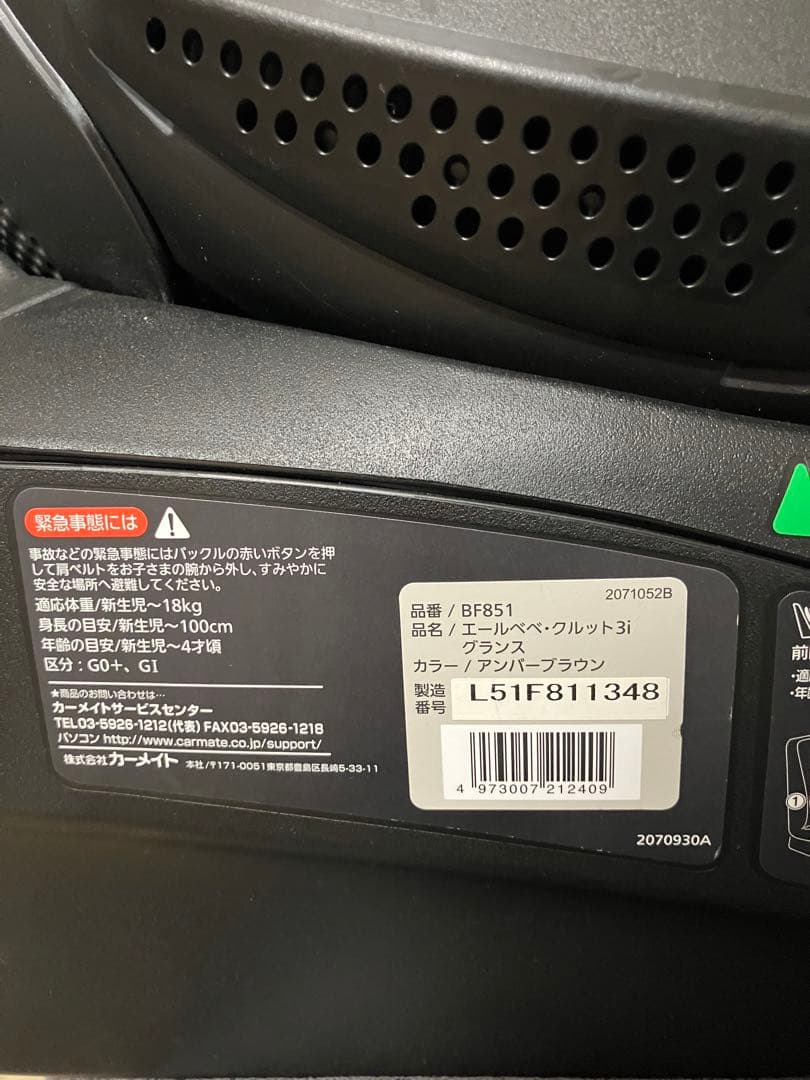 緊急事態には
事故などの緊急事態にはバックルの赤いボタンを押
して肩ベルトをお子さまの腕から外し、すみやかに
安全な場所へ避難してください。
適応体重/新生児〜18kg
身長の目安/新生児〜100cm
年齢の目安/新生児〜4才頃
区分:G0+、GI
★商品のお問い合わせは…
カーメイトサービスセンター
TEL03-5926-1212(代表) FAX03-5926-1218
パソコン http://www.carmate.co.jp/support/
株式会社カーメイト 本社/〒171-0051東京都豊島区長崎5-33-11
2071052B
品番 / BF851
品名 / エールベベ・クルット3i
グランス
カラー / アンバーブラウン
製造
番号
L51F811348
4 973007 212409
2070930A
前
・適
・年
1